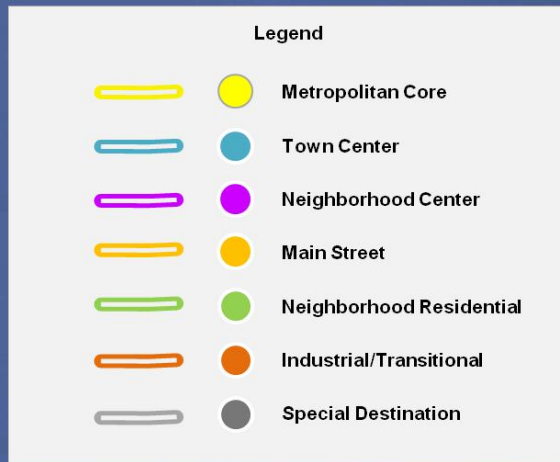 Legend
Metropolitan Core
Town Center
Neighborhood Center
Main Street
Neighborhood Residential
Industrial/Transitional
Special Destination